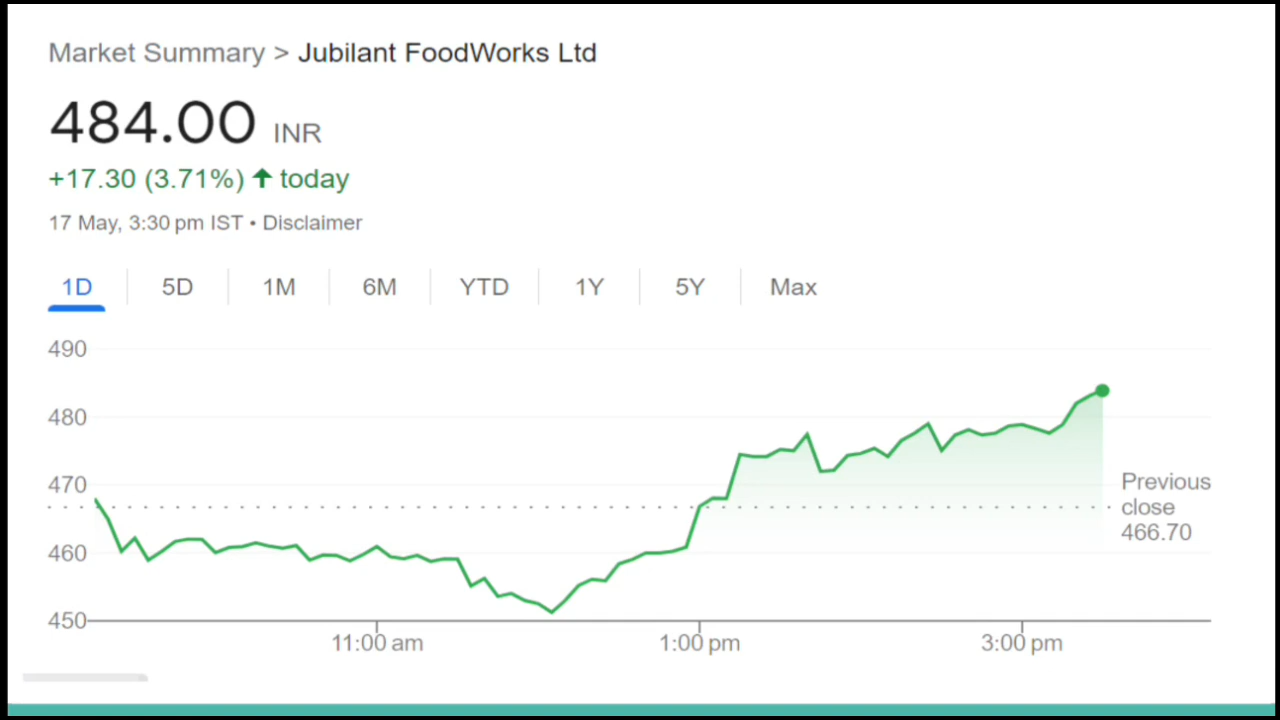 Market Summary > Jubilant FoodWorks Ltd
484.00 INR
+17.30 (3.71%) ↑ today
17 May, 3:30 pm IST • Disclaimer
1D 5D 1M 6M YTD 1Y 5Y Max
490
480
470
460
450
Previous
close
466.70
11:00 am 1:00 pm 3:00 pm